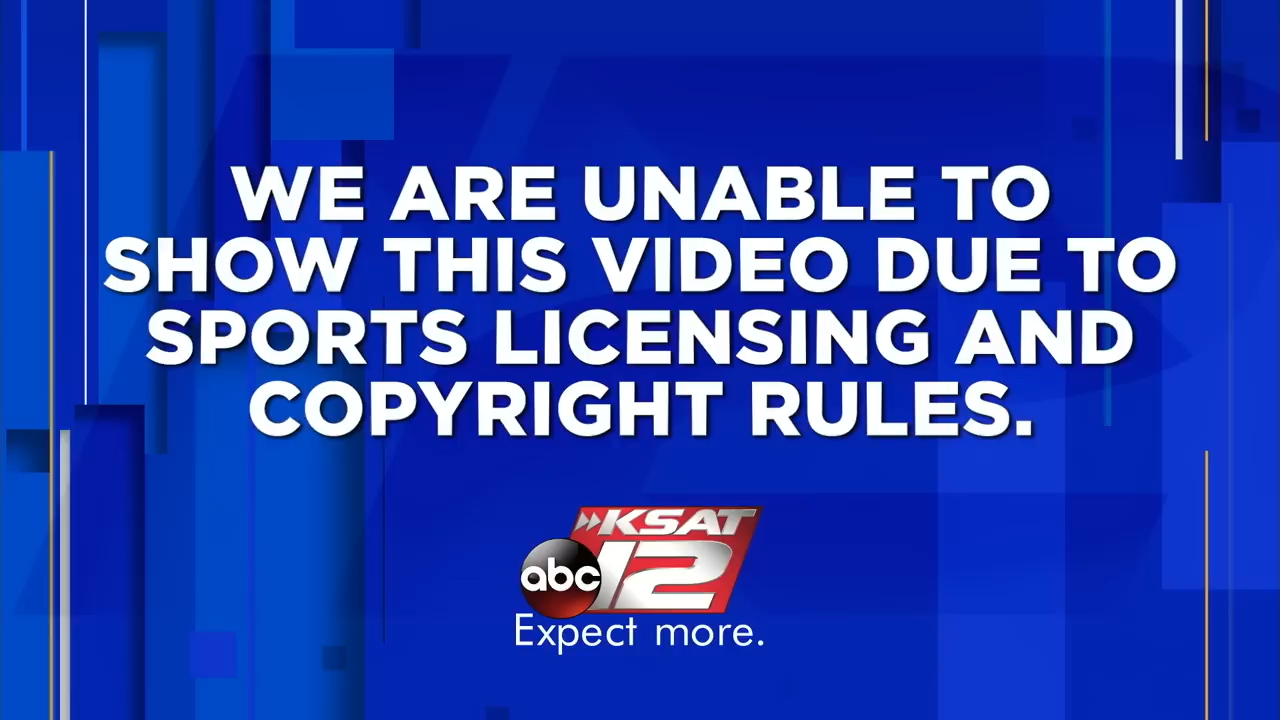 WE ARE UNABLE TO
SHOW THIS VIDEO DUE TO
SPORTS LICENSING AND
COPYRIGHT RULES.
KSAT
abc 12
Expect more.